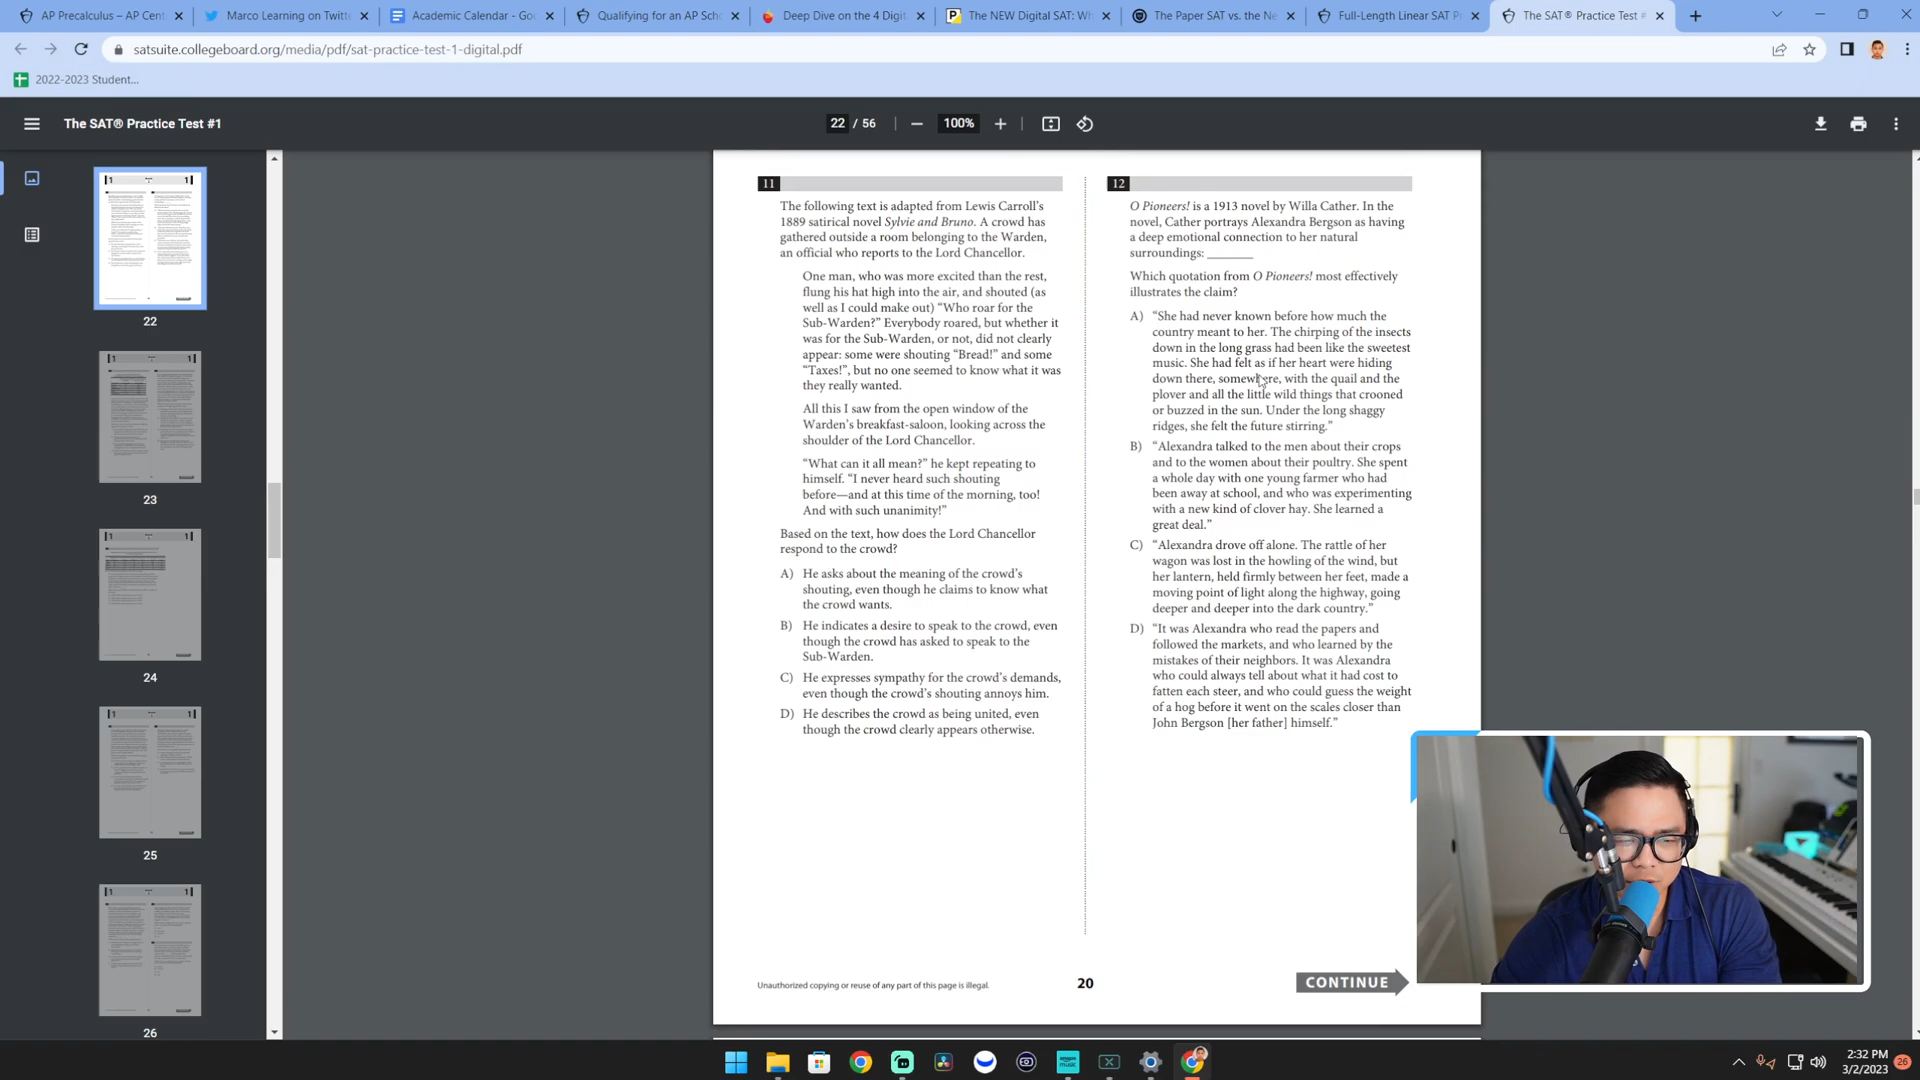 AP Precalculus – AP Cent
Marco Learning on Twitt
Academic Calendar - Goo
Qualifying for an AP Scho
Deep Dive on the 4 Digit
The NEW Digital SAT: Wh
The Paper SAT vs. the Ne
Full-Length Linear SAT Pr
The SAT® Practice Test #
satsuite.collegeboard.org/media/pdf/sat-practice-test-1-digital.pdf
2022-2023 Student...
The SAT® Practice Test #1
22 / 56
100%
22
23
24
25
26
11
The following text is adapted from Lewis Carroll’s
1889 satirical novel Sylvie and Bruno. A crowd has
gathered outside a room belonging to the Warden,
an official who reports to the Lord Chancellor.
One man, who was more excited than the rest,
flung his hat high into the air, and shouted (as
well as I could make out) “Who roar for the
Sub-Warden?” Everybody roared, but whether it
was for the Sub-Warden, or not, did not clearly
appear: some were shouting “Bread!” and some
“Taxes!”, but no one seemed to know what it was
they really wanted.
All this I saw from the open window of the
Warden’s breakfast-saloon, looking across the
shoulder of the Lord Chancellor.
“What can it all mean?” he kept repeating to
himself. “I never heard such shouting
before—and at this time of the morning, too!
And with such unanimity!”
Based on the text, how does the Lord Chancellor
respond to the crowd?
A) He asks about the meaning of the crowd’s
shouting, even though he claims to know what
the crowd wants.
B) He indicates a desire to speak to the crowd, even
though the crowd has asked to speak to the
Sub-Warden.
C) He expresses sympathy for the crowd’s demands,
even though the crowd’s shouting annoys him.
D) He describes the crowd as being united, even
though the crowd clearly appears otherwise.
12
O Pioneers! is a 1913 novel by Willa Cather. In the
novel, Cather portrays Alexandra Bergson as having
a deep emotional connection to her natural
surroundings: _______
Which quotation from O Pioneers! most effectively
illustrates the claim?
A) “She had never known before how much the
country meant to her. The chirping of the insects
down in the long grass had been like the sweetest
music. She had felt as if her heart were hiding
down there, somewhere, with the quail and the
plover and all the little wild things that crooned
or buzzed in the sun. Under the long shaggy
ridges, she felt the future stirring.”
B) “Alexandra talked to the men about their crops
and to the women about their poultry. She spent
a whole day with one young farmer who had
been away at school, and who was experimenting
with a new kind of clover hay. She learned a
great deal.”
C) “Alexandra drove off alone. The rattle of her
wagon was lost in the howling of the wind, but
her lantern, held firmly between her feet, made a
moving point of light along the highway, going
deeper and deeper into the dark country.”
D) “It was Alexandra who read the papers and
followed the markets, and who learned by the
mistakes of their neighbors. It was Alexandra
who could always tell about what it had cost to
fatten each steer, and who could guess the weight
of a hog before it went on the scales closer than
John Bergson [her father] himself.”
Unauthorized copying or reuse of any part of this page is illegal.
20
CONTINUE
2:32 PM
3/2/2023
26